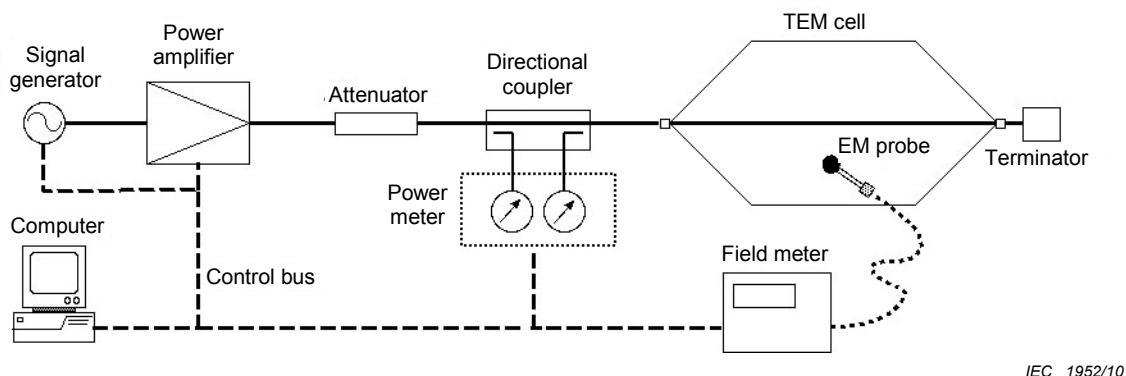 Signal
generator
Power
amplifier
Attenuator
Directional
coupler
TEM cell
EM probe
Terminator
Power
meter
Computer
Control bus
Field meter
IEC 1952/10